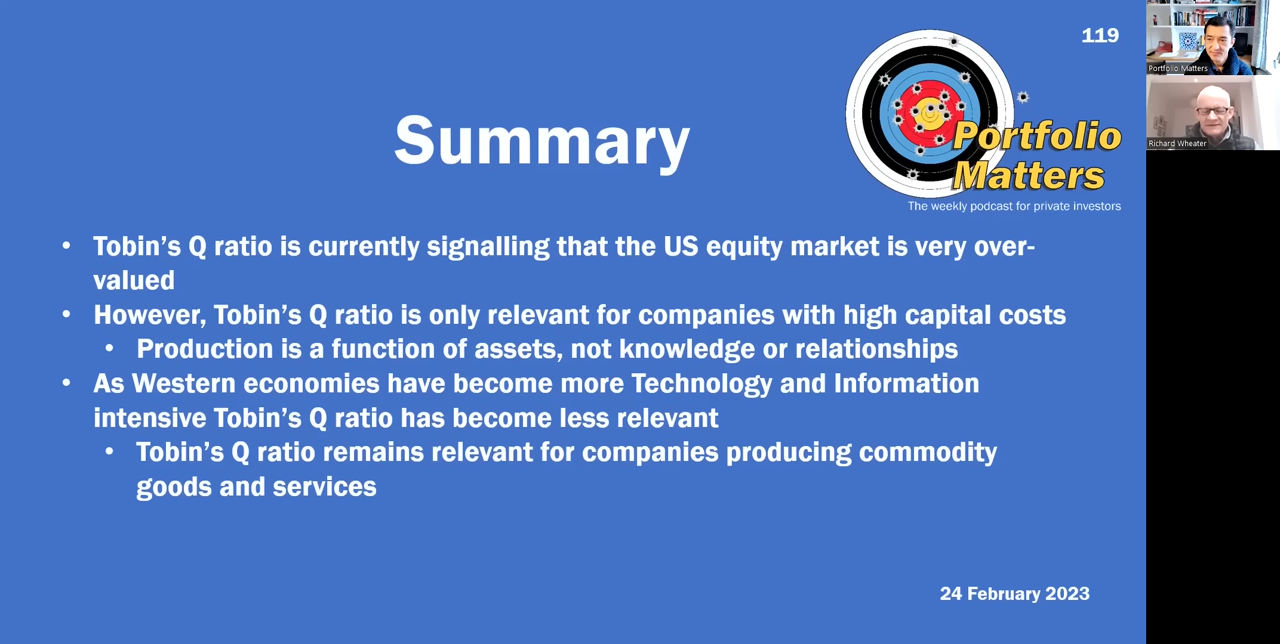 119
Portfolio
Matters
The weekly podcast for private investors
Summary
• Tobin's Q ratio is currently signalling that the US equity market is very over-
valued
• However, Tobin's Q ratio is only relevant for companies with high capital costs
• Production is a function of assets, not knowledge or relationships
• As Western economies have become more Technology and Information
intensive Tobin's Q ratio has become less relevant
• Tobin's Q ratio remains relevant for companies producing commodity
goods and services
24 February 2023
Portfolio Matters
Richard Wheater